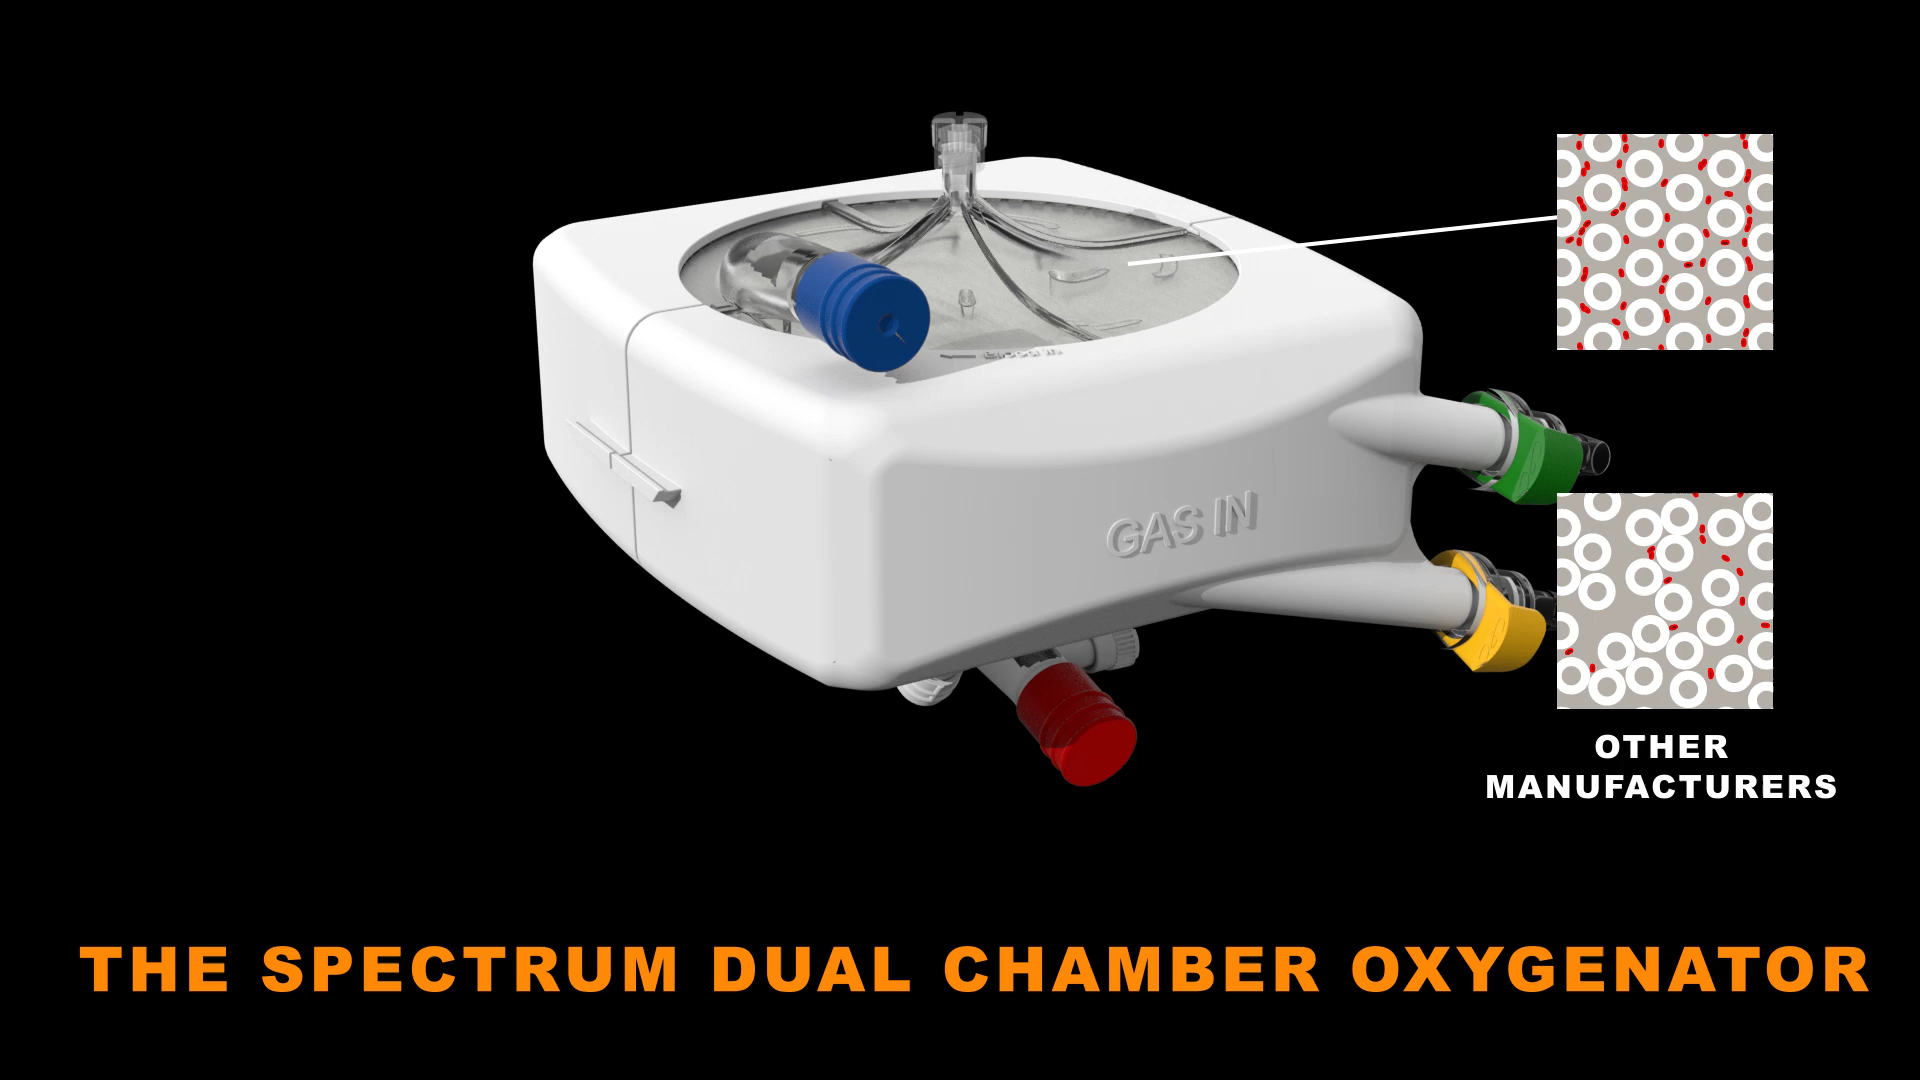 GAS IN
OTHER
MANUFACTURERS
THE SPECTRUM DUAL CHAMBER OXYGENATOR